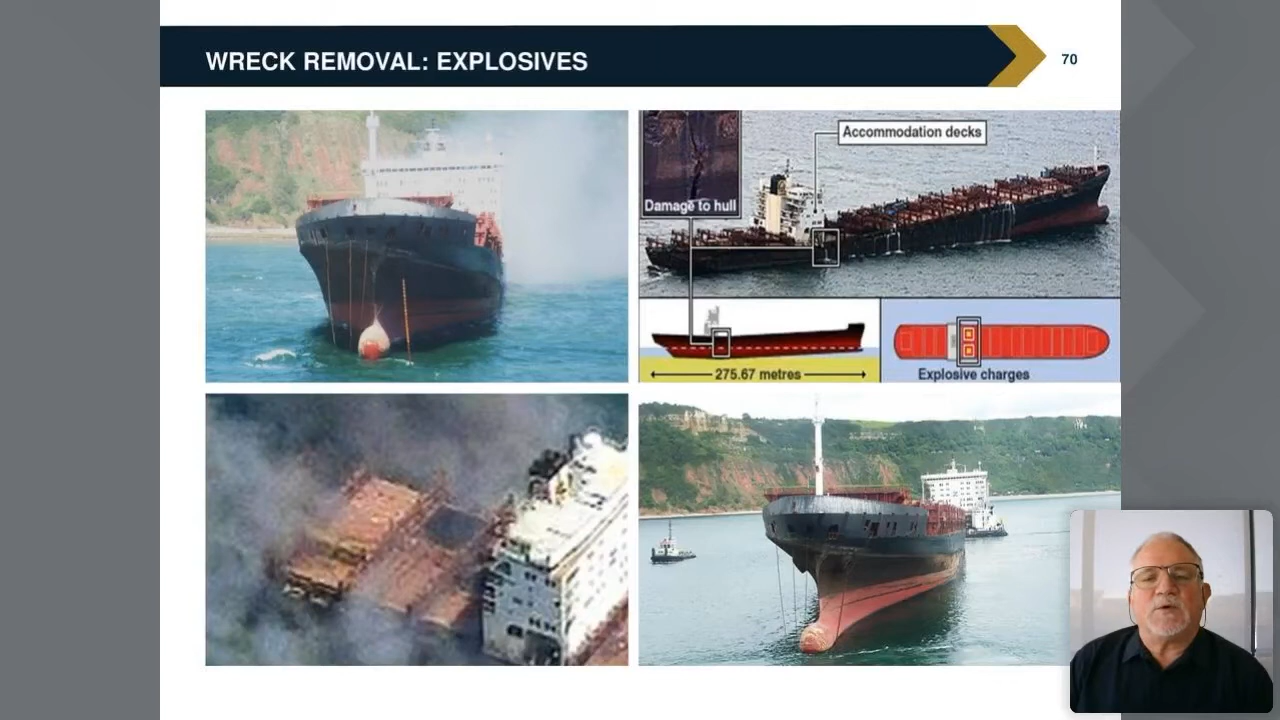 WRECK REMOVAL: EXPLOSIVES
70
Accommodation decks
Damage to hull
275.67 metres
Explosive charges